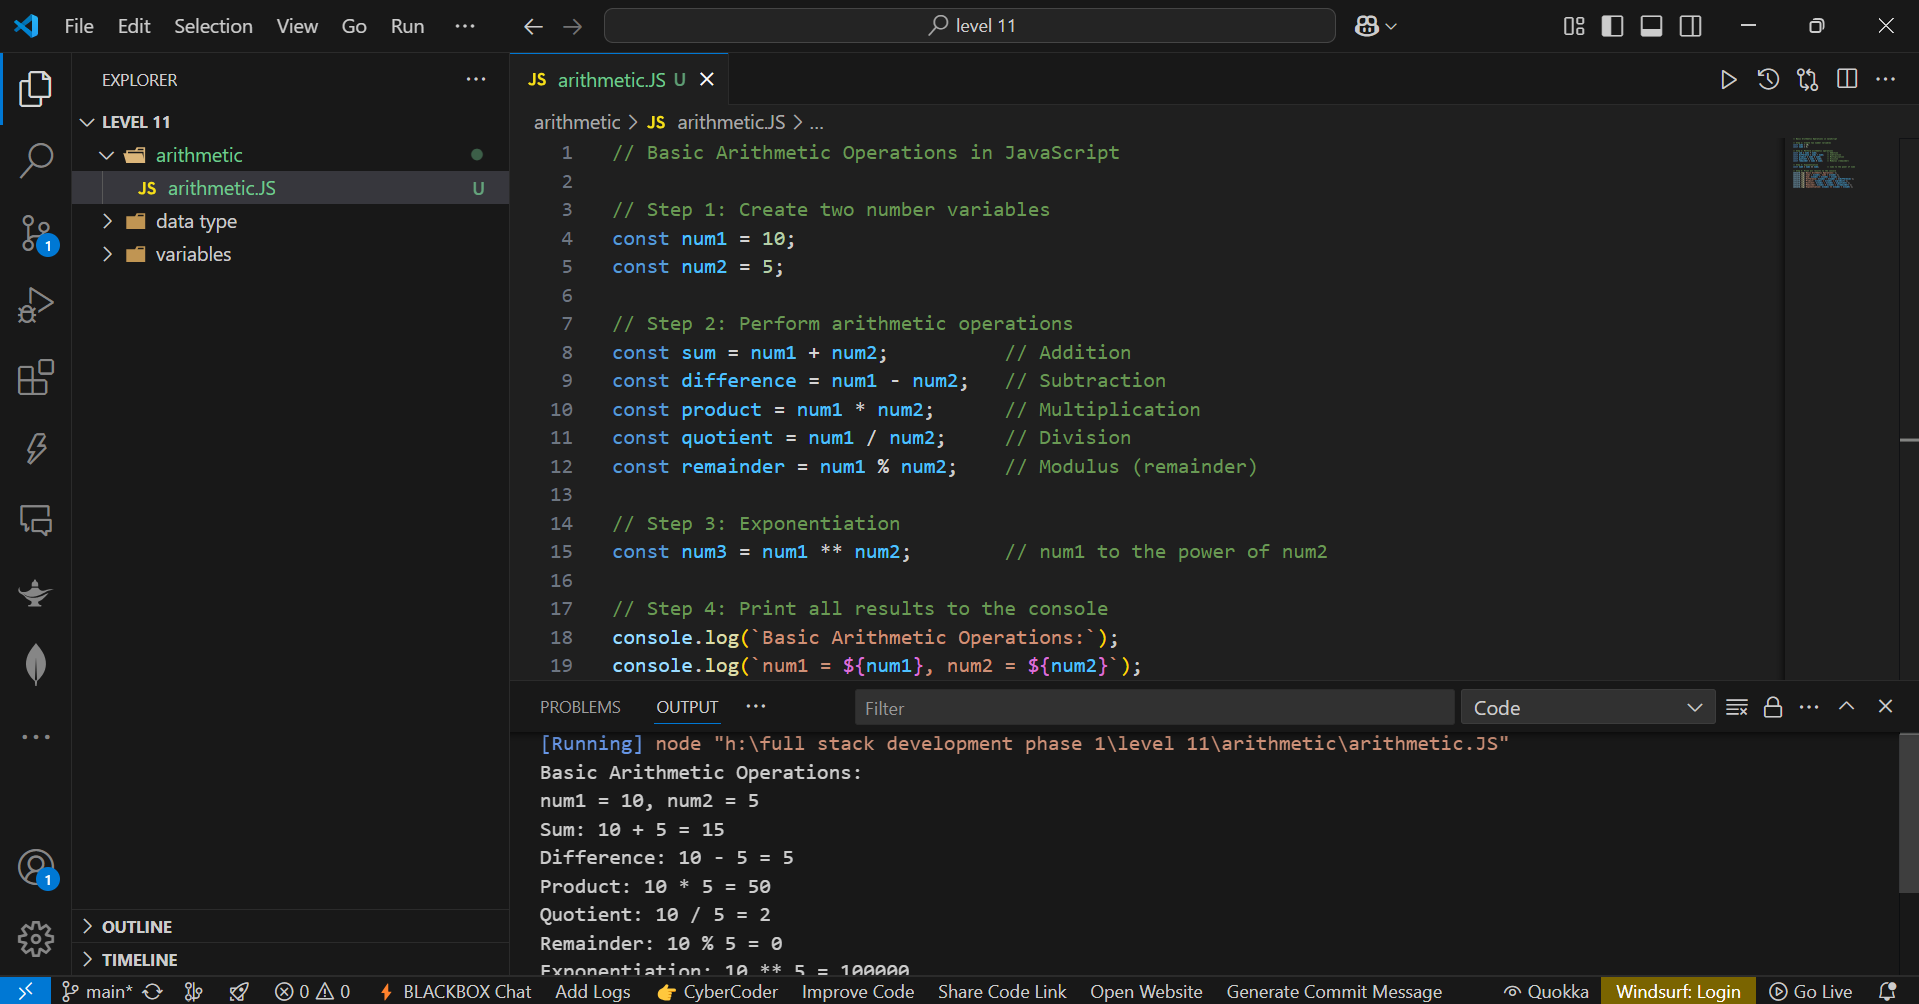 File Edit Selection View Go Run ...
level 11
EXPLORER ...
LEVEL 11
arithmetic
JS arithmetic.JS U
data type
variables
OUTLINE
TIMELINE
JS arithmetic.JS U
arithmetic > JS arithmetic.JS > ...
1 // Basic Arithmetic Operations in JavaScript
2
3 // Step 1: Create two number variables
4 const num1 = 10;
5 const num2 = 5;
6
7 // Step 2: Perform arithmetic operations
8 const sum = num1 + num2; // Addition
9 const difference = num1 - num2; // Subtraction
10 const product = num1 * num2; // Multiplication
11 const quotient = num1 / num2; // Division
12 const remainder = num1 % num2; // Modulus (remainder)
13
14 // Step 3: Exponentiation
15 const num3 = num1 ** num2; // num1 to the power of num2
16
17 // Step 4: Print all results to the console
18 console.log(`Basic Arithmetic Operations:`);
19 console.log(`num1 = ${num1}, num2 = ${num2}`);
PROBLEMS OUTPUT ... Filter Code
[Running] node "h:\full stack development phase 1\level 11\arithmetic\arithmetic.JS"
Basic Arithmetic Operations:
num1 = 10, num2 = 5
Sum: 10 + 5 = 15
Difference: 10 - 5 = 5
Product: 10 * 5 = 50
Quotient: 10 / 5 = 2
Remainder: 10 % 5 = 0
Exponentiation: 10 ** 5 = 100000
1
1
main* 0 0 BLACKBOX Chat Add Logs CyberCoder Improve Code Share Code Link Open Website Generate Commit Message Quokka Windsurf: Login Go Live